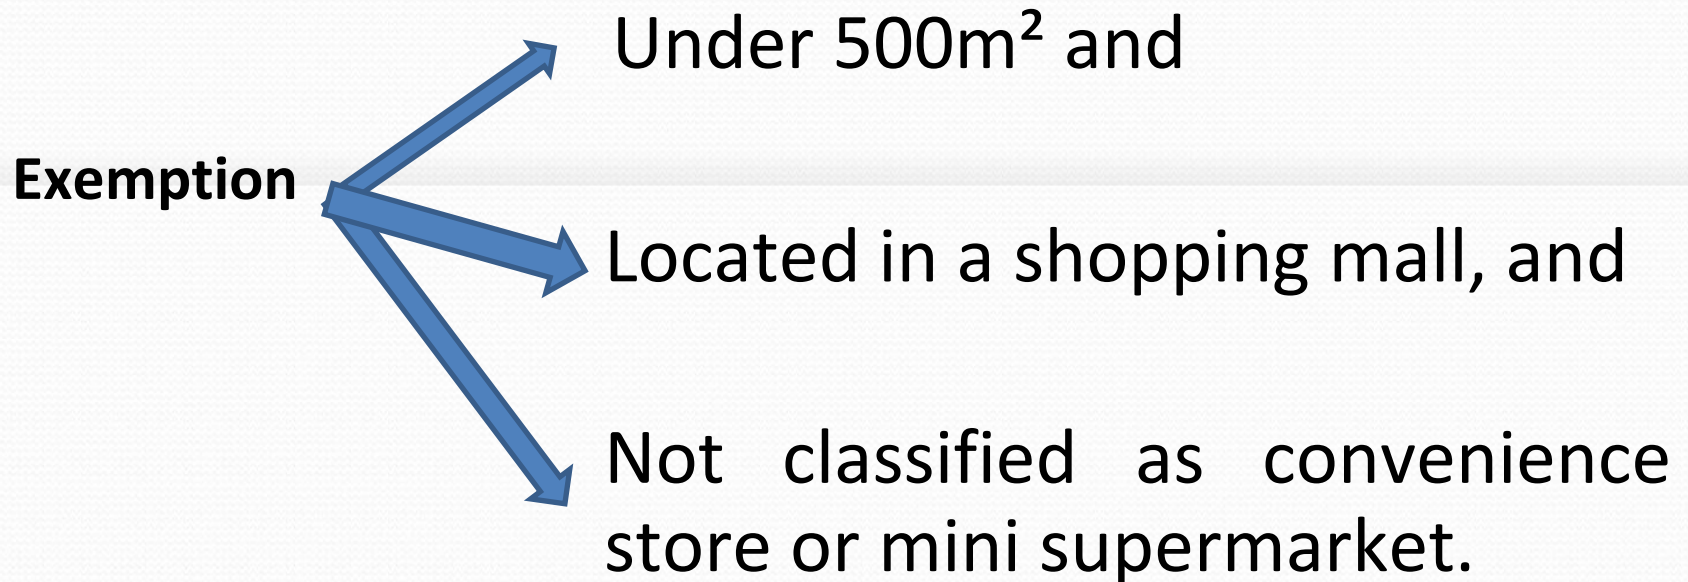 Under 500m² and
Exemption
Located in a shopping mall, and
Not classified as convenience
store or mini supermarket.